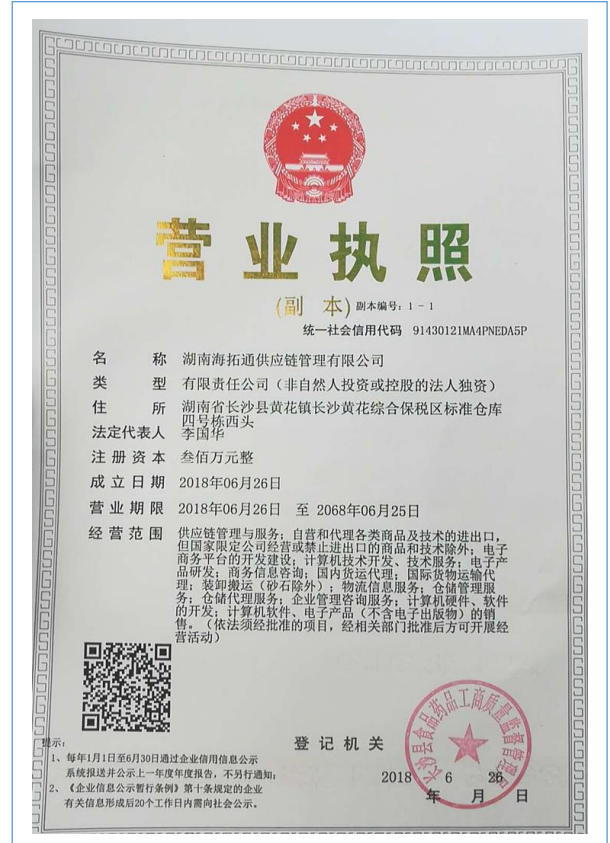 营业执照
(副 本) 副本编号：1－1
统一社会信用代码 91430121MA4PNEDA5P
名 称 湖南海拓通供应链管理有限公司
类 型 有限责任公司（非自然人投资或控股的法人独资）
住 所 湖南省长沙县黄花镇长沙黄花综合保税区标准仓库
四号栋西头
法定代表人 李国华
注 册 资 本 叁佰万元整
成 立 日 期 2018年06月26日
营 业 期 限 2018年06月26日 至 2068年06月25日
经 营 范 围 供应链管理与服务；自营和代理各类商品及技术的进出口，
但国家限定公司经营或禁止进出口的商品和技术除外；电子
商务平台的开发建设；计算机技术开发、技术服务；电子产
品研发；商务信息咨询；国内货运代理；国际货物运输代
理；装卸搬运（砂石除外）；物流信息服务；仓储管理服
务；仓储代理服务；企业管理咨询服务；计算机硬件、软件
的开发；计算机软件、电子产品（不含电子出版物）的销
售。（依法须经批准的项目，经相关部门批准后方可开展经
营活动）
提示：
1、每年1月1日至6月30日通过企业信用信息公示
系统报送并公示上一年度年度报告，不另行通知；
2、《企业信息公示暂行条例》第十条规定的企业
有关信息形成后20个工作日内需向社会公示。
登 记 机 关
长沙县食品药品工商质量监督管理局
2018 6 26
年 月 日